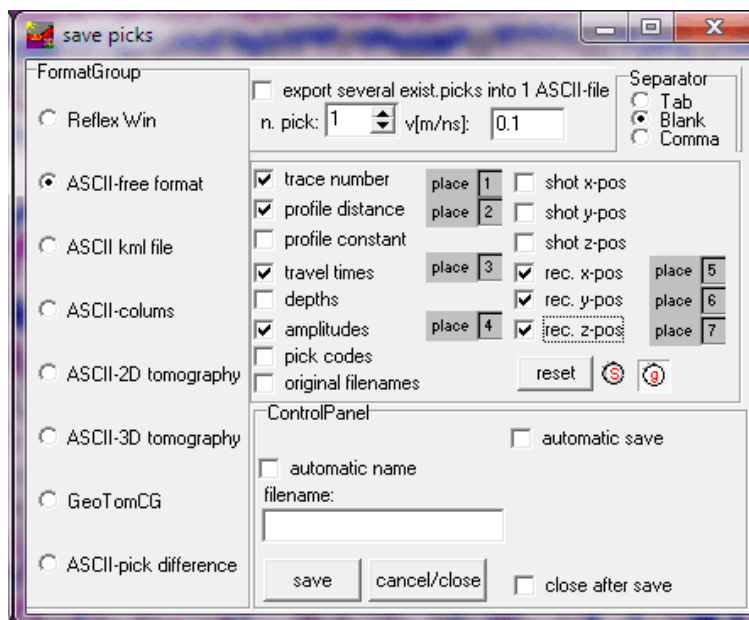 save picks
FormatGroup
Reflex Win
ASCII-free format
ASCII kml file
ASCII-colums
ASCII-2D tomography
ASCII-3D tomography
GeoTomCG
ASCII-pick difference
export several exist.picks into 1 ASCII-file
n. pick: 1 v[m/ns]: 0.1
Separator
Tab
Blank
Comma
trace number place 1
profile distance place 2
profile constant
travel times place 3
depths
amplitudes place 4
pick codes
original filenames
shot x-pos
shot y-pos
shot z-pos
rec. x-pos place 5
rec. y-pos place 6
rec. z-pos place 7
reset S g
ControlPanel
automatic save
automatic name
filename:
save cancel/close close after save